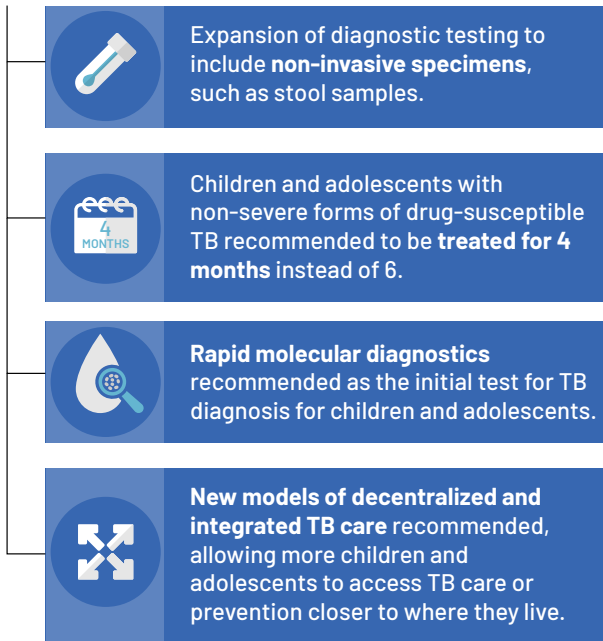 Expansion of diagnostic testing to
include non-invasive specimens,
such as stool samples.
4
MONTHS
Children and adolescents with
non-severe forms of drug-susceptible
TB recommended to be treated for 4
months instead of 6.
Rapid molecular diagnostics
recommended as the initial test for TB
diagnosis for children and adolescents.
New models of decentralized and
integrated TB care recommended,
allowing more children and
adolescents to access TB care or
prevention closer to where they live.